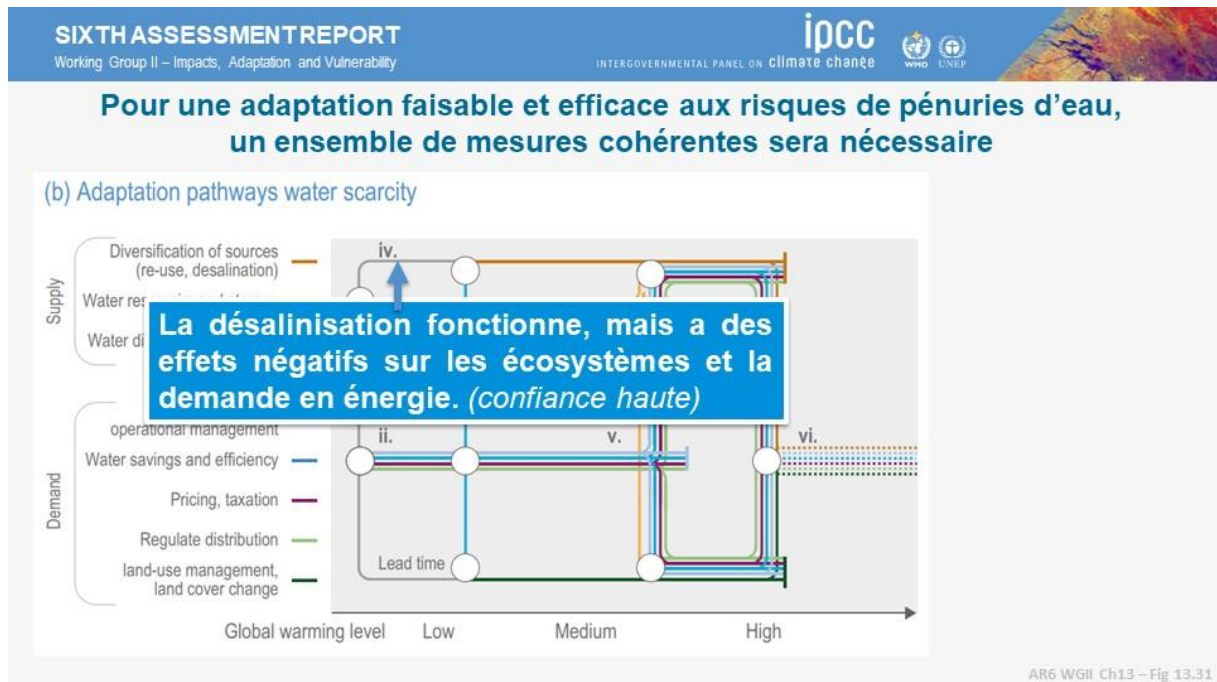 SIXTH ASSESSMENT REPORT
Working Group II – Impacts, Adaptation and Vulnerability
ipcc
INTERGOVERNMENTAL PANEL ON climate change
WHO UNEP
Pour une adaptation faisable et efficace aux risques de pénuries d’eau,
un ensemble de mesures cohérentes sera nécessaire
(b) Adaptation pathways water scarcity
Supply
Diversification of sources
(re-use, desalination)
Water
Water
iv.
La désalinisation fonctionne, mais a des
effets négatifs sur les écosystèmes et la
demande en énergie. (confiance haute)
Demand
operational management
Water savings and efficiency
Pricing, taxation
Regulate distribution
land-use management,
land cover change
ii.
v.
vi.
Lead time
Global warming level Low Medium High
AR6 WGII Ch13 – Fig 13.31